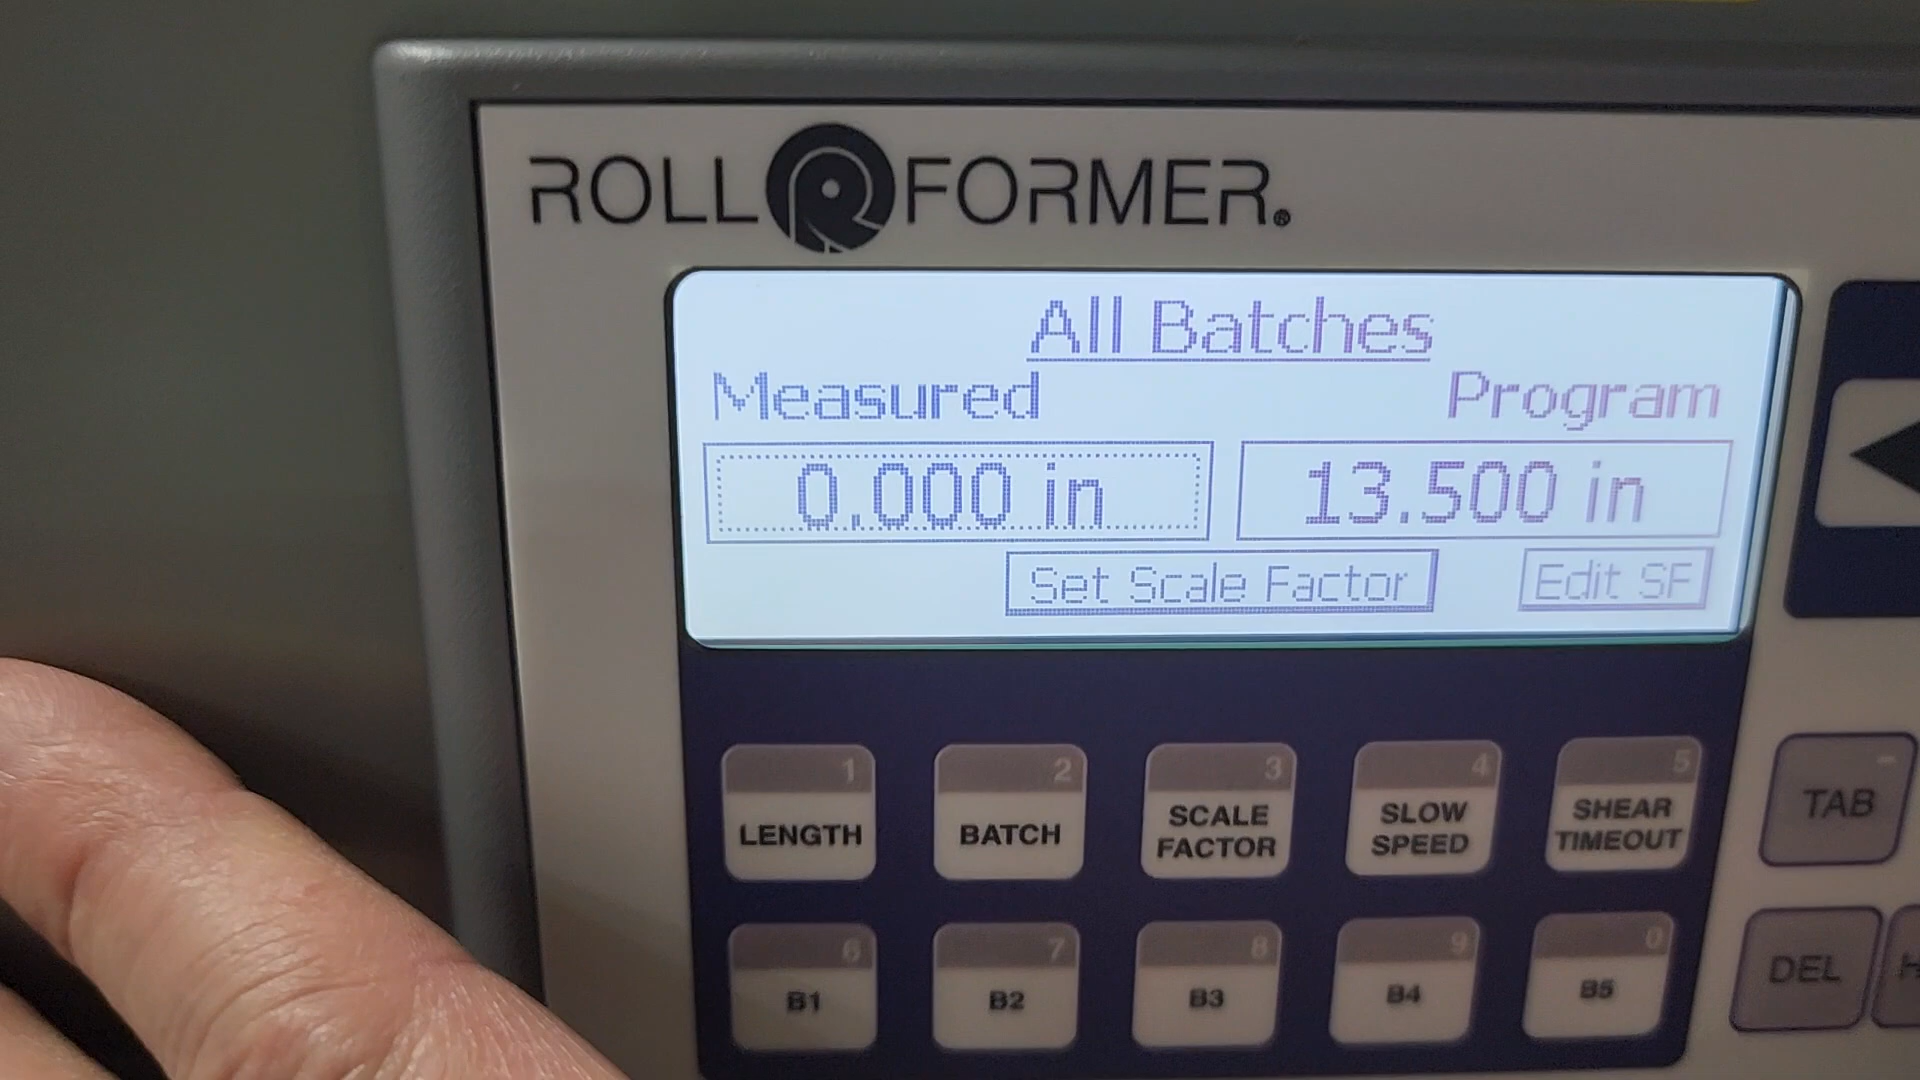 ROLL FORMER®
All Batches
Measured Program
0.000 in 13.500 in
Set Scale Factor Edit SF
1 2 3 4 5
LENGTH BATCH SCALE FACTOR SLOW SPEED SHEAR TIMEOUT
- TAB
6 7 8 9 0
B1 B2 B3 B4 B5
DEL